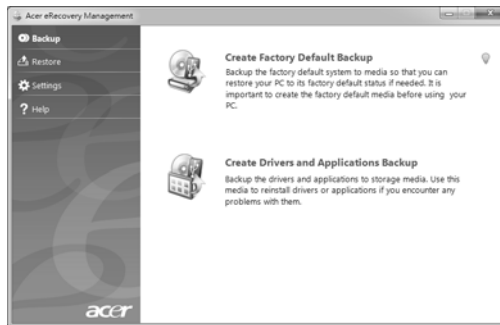 Acer eRecovery Management
Backup
Restore
Settings
Help
Create Factory Default Backup
Backup the factory default system to media so that you can
restore your PC to its factory default status if needed. It is
important to create the factory default media before using your
PC.
Create Drivers and Applications Backup
Backup the drivers and applications to storage media. Use this
media to reinstall drivers or applications if you encounter any
problems with them.
acer